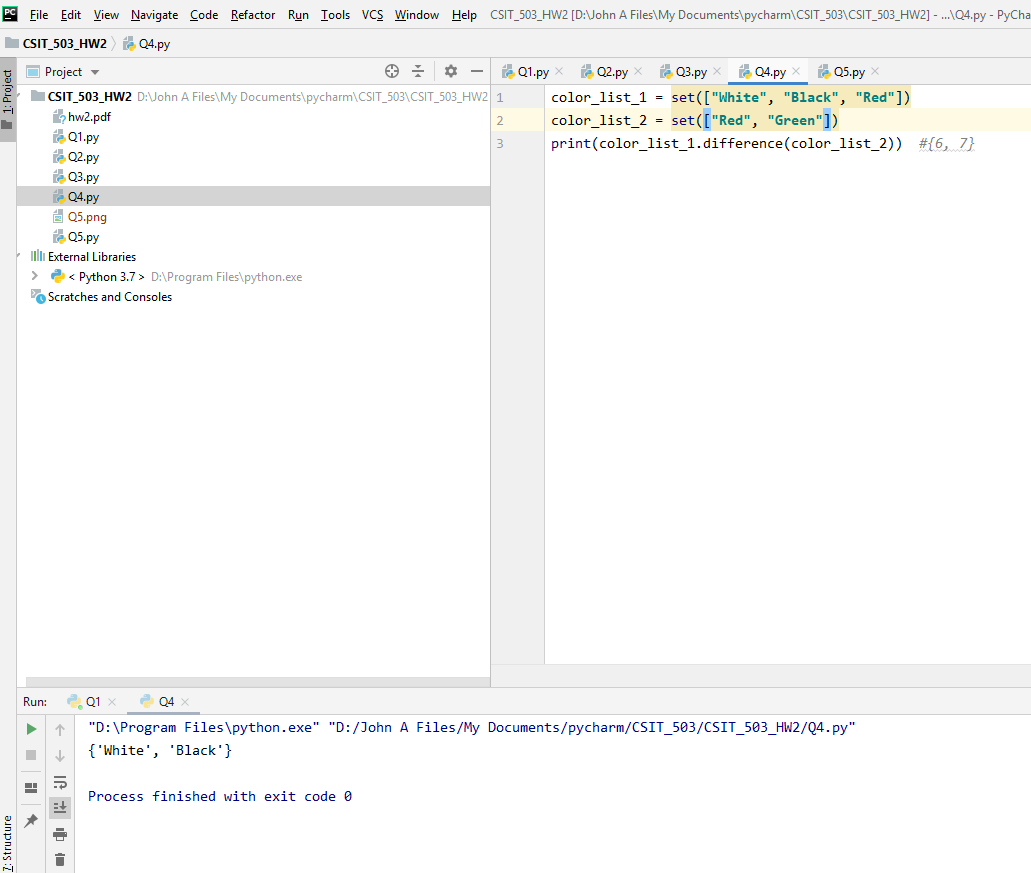 PC File Edit View Navigate Code Refactor Run Tools VCS Window Help CSIT_503_HW2 [D:\John A Files\My Documents\pycharm\CSIT_503\CSIT_503_HW2] - ...\Q4.py - PyCha
CSIT_503_HW2 Q4.py
1: Project
Project
CSIT_503_HW2 D:\John A Files\My Documents\pycharm\CSIT_503\CSIT_503_HW2
hw2.pdf
Q1.py
Q2.py
Q3.py
Q4.py
Q5.png
Q5.py
External Libraries
< Python 3.7 > D:\Program Files\python.exe
Scratches and Consoles
Q1.py Q2.py Q3.py Q4.py Q5.py
1 color_list_1 = set(["White", "Black", "Red"])
2 color_list_2 = set(["Red", "Green"])
3 print(color_list_1.difference(color_list_2)) #{6, 7}
Run: Q1 Q4
"D:\Program Files\python.exe" "D:/John A Files/My Documents/pycharm/CSIT_503/CSIT_503_HW2/Q4.py"
{'White', 'Black'}
Process finished with exit code 0
7: Structure